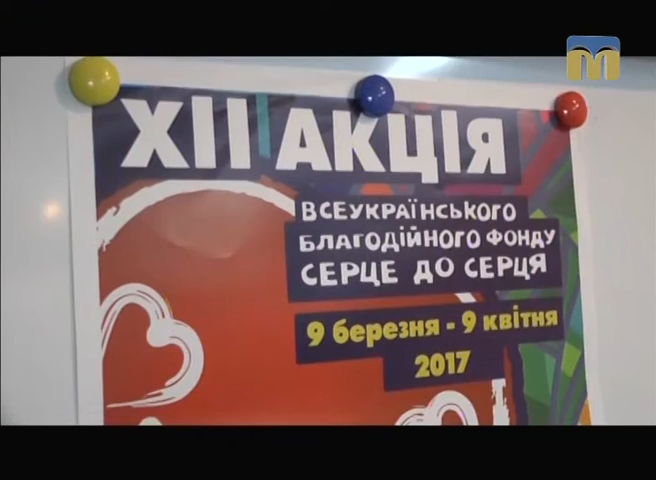 XII АКЦІЯ
ВСЕУКРАЇНСЬКОГО
БЛАГОДІЙНОГО ФОНДУ
СЕРЦЕ ДО СЕРЦЯ
9 березня - 9 квітня
2017